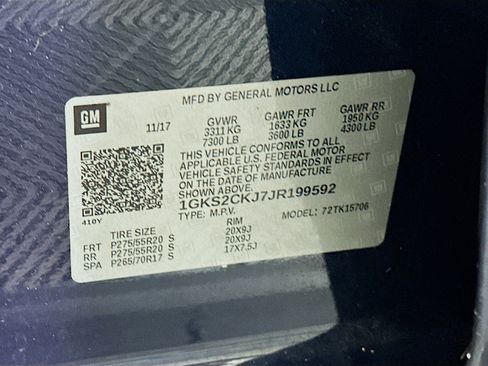 GM
MFD BY GENERAL MOTORS LLC
11/17 GVWR GAWR FRT GAWR RR
3311 KG 1633 KG 1950 KG
7300 LB 3600 LB 4300 LB
THIS VEHICLE CONFORMS TO ALL
APPLICABLE U.S. FEDERAL MOTOR
VEHICLE SAFETY STANDARDS IN EFFECT
ON THE DATE OF MANUFACTURE SHOWN ABOVE.
1GKS2CKJ7JR199592
410Y TYPE: M.P.V. MODEL: 72TK15706
TIRE SIZE RIM
FRT P275/55R20 S 20X9J
RR P275/55R20 S 20X9J
SPA P265/70R17 S 17X7.5J